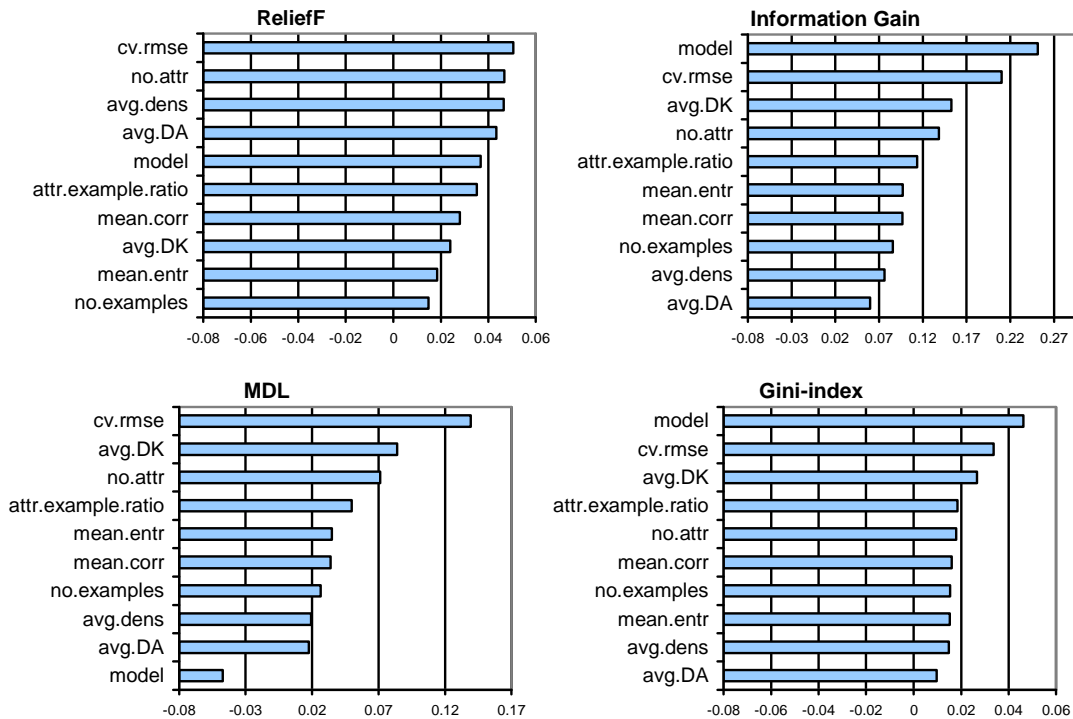 ReliefF
cv.rmse
no.attr
avg.dens
avg.DA
model
attr.example.ratio
mean.corr
avg.DK
mean.entr
no.examples
-0.08 -0.06 -0.04 -0.02 0 0.02 0.04 0.06
Information Gain
model
cv.rmse
avg.DK
no.attr
attr.example.ratio
mean.entr
mean.corr
no.examples
avg.dens
avg.DA
-0.08 -0.03 0.02 0.07 0.12 0.17 0.22 0.27
MDL
cv.rmse
avg.DK
no.attr
attr.example.ratio
mean.entr
mean.corr
no.examples
avg.dens
avg.DA
model
-0.08 -0.03 0.02 0.07 0.12 0.17
Gini-index
model
cv.rmse
avg.DK
attr.example.ratio
no.attr
mean.corr
no.examples
mean.entr
avg.dens
avg.DA
-0.08 -0.06 -0.04 -0.02 0 0.02 0.04 0.06